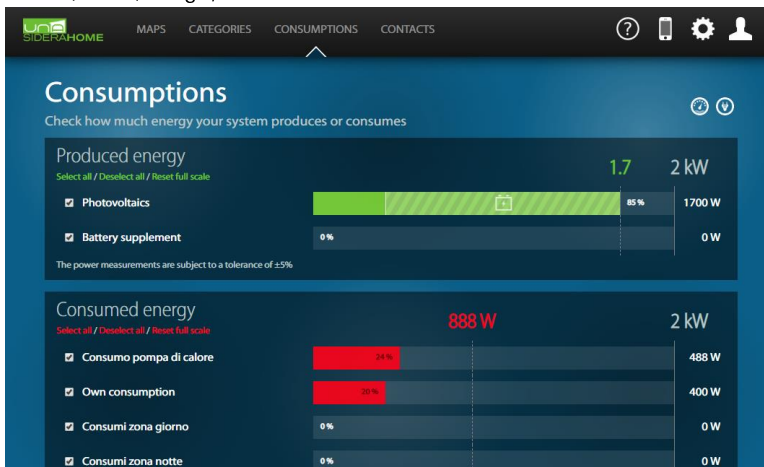 una
SIDERAHOME
MAPS CATEGORIES CONSUMPTIONS CONTACTS
?
Consumptions
Check how much energy your system produces or consumes
Produced energy 1.7 2 kW
Select all / Deselect all / Reset full scale
Photovoltaics 85 % 1700 W
Battery supplement 0 % 0 W
The power measurements are subject to a tolerance of ±5%
Consumed energy 888 W 2 kW
Select all / Deselect all / Reset full scale
Consumo pompa di calore 24 % 488 W
Own consumption 20 % 400 W
Consumi zona giorno 0 % 0 W
Consumi zona notte 0 % 0 W